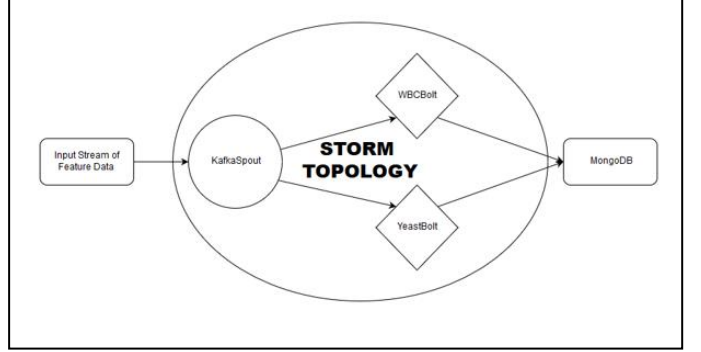 WBCBolt
Input Stream of
Feature Data
KafkaSpout
STORM
TOPOLOGY
MongoDB
YeastBolt